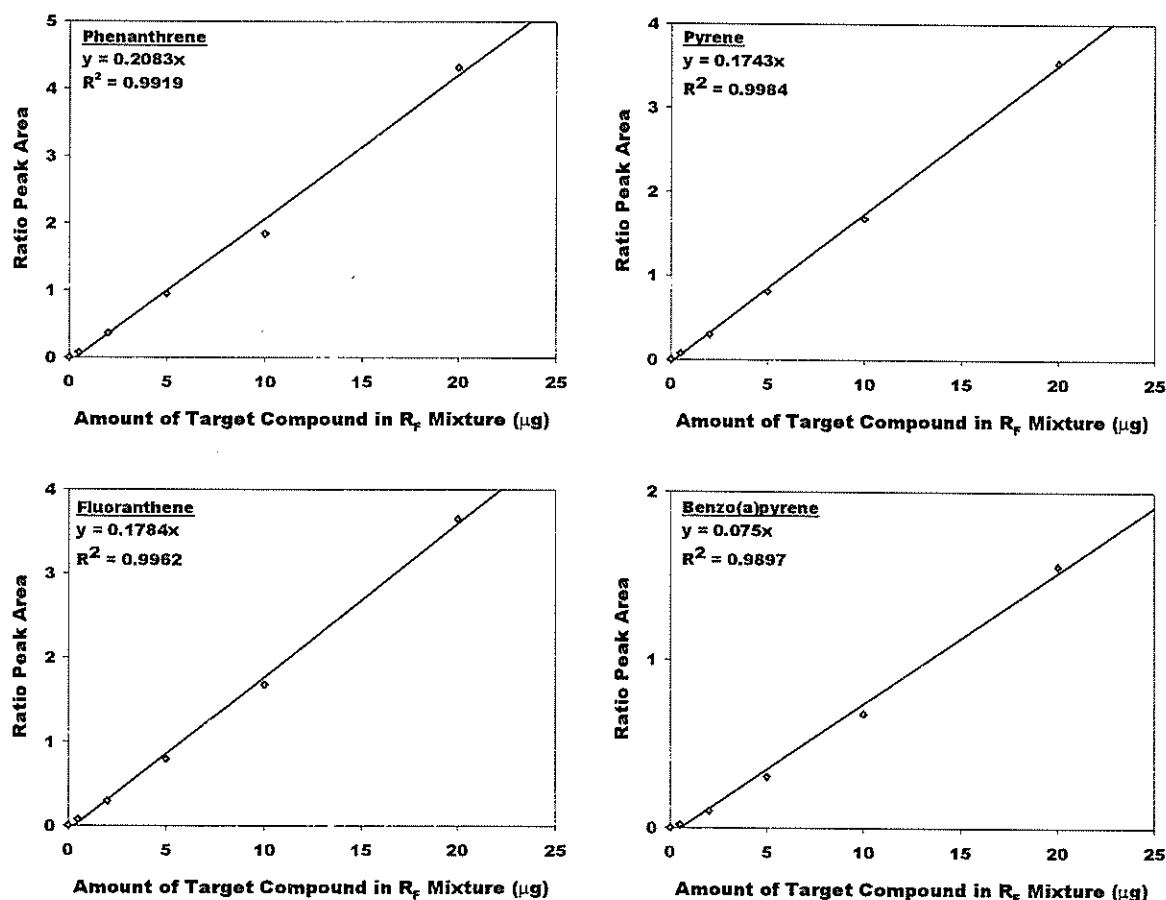 Phenanthrene
y = 0.2083x
R² = 0.9919
5
4
3
2
1
0
Ratio Peak Area
0 5 10 15 20 25
Amount of Target Compound in R_F Mixture (µg)
Pyrene
y = 0.1743x
R² = 0.9984
4
3
2
1
0
Ratio Peak Area
0 5 10 15 20 25
Amount of Target Compound in R_F Mixture (µg)
Fluoranthene
y = 0.1784x
R² = 0.9962
4
3
2
1
0
Ratio Peak Area
0 5 10 15 20 25
Amount of Target Compound in R_F Mixture (µg)
Benzo(a)pyrene
y = 0.075x
R² = 0.9897
2
1
0
Ratio Peak Area
0 5 10 15 20 25
Amount of Target Compound in R_F Mixture (µg)